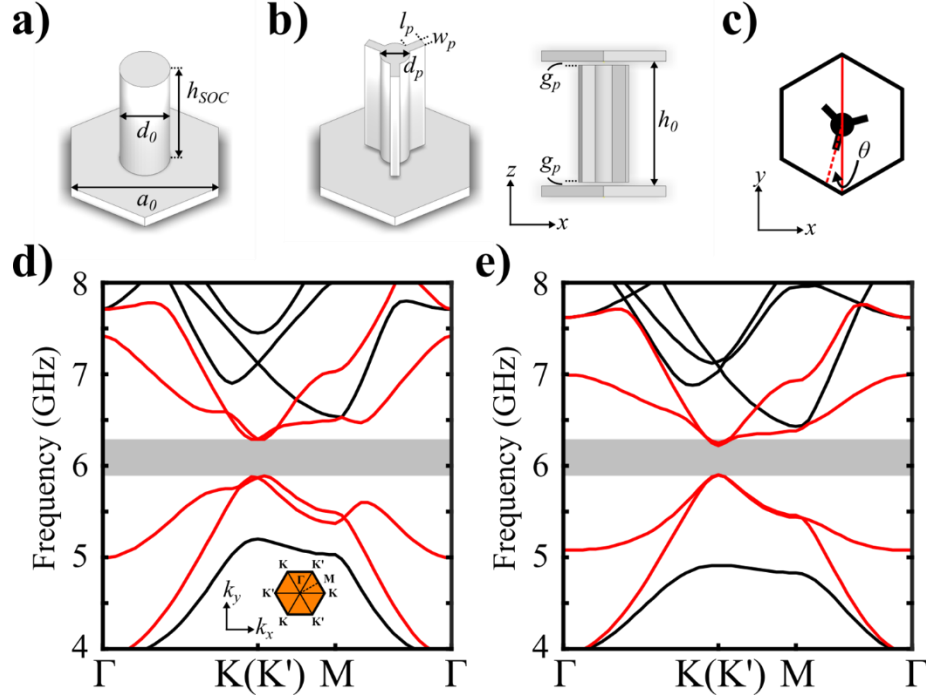 a)
b)
c)
h_SOC
d_0
a_0
l_p
w_p
d_p
g_p
h_0
g_p
z
x
θ
y
x
d)
e)
Frequency (GHz)
8
7
6
5
4
Γ
K(K')
M
Γ
k_y
k_x
K
K'
Γ
M
K'
K
K
K'
Frequency (GHz)
8
7
6
5
4
Γ
K(K')
M
Γ